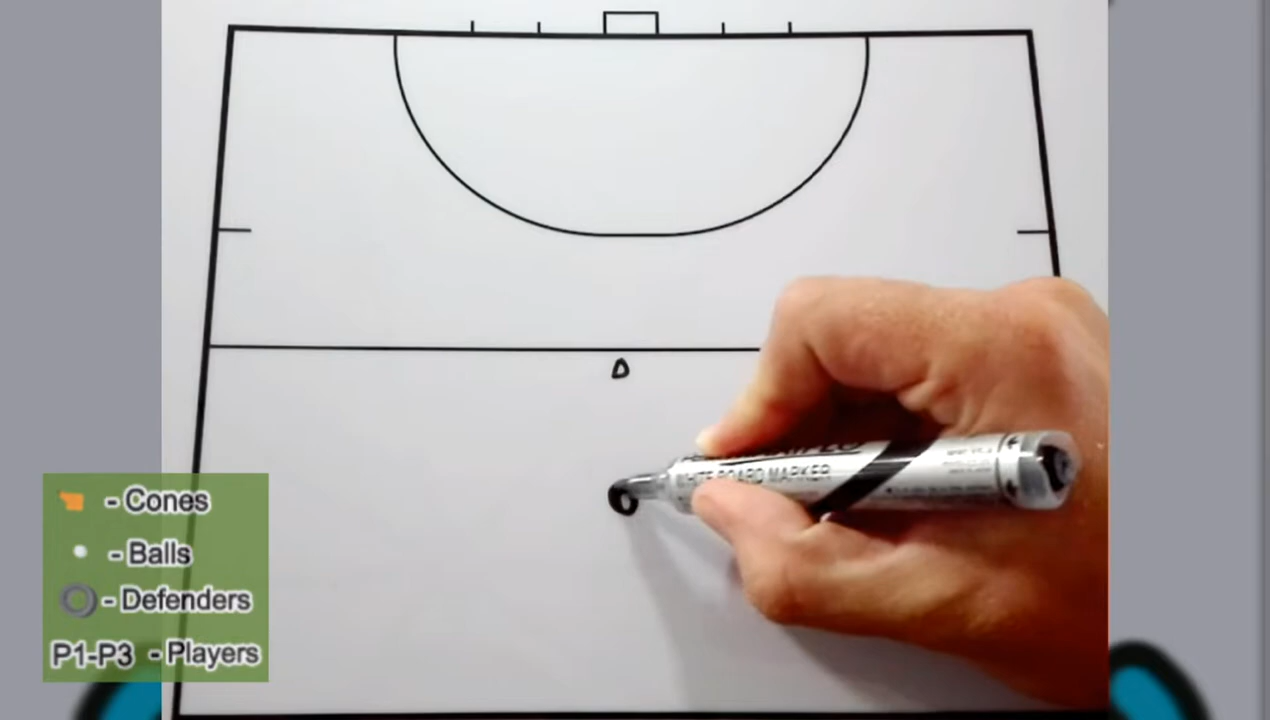 WHITE BOARD MARKER
- Cones
- Balls
- Defenders
P1-P3 - Players